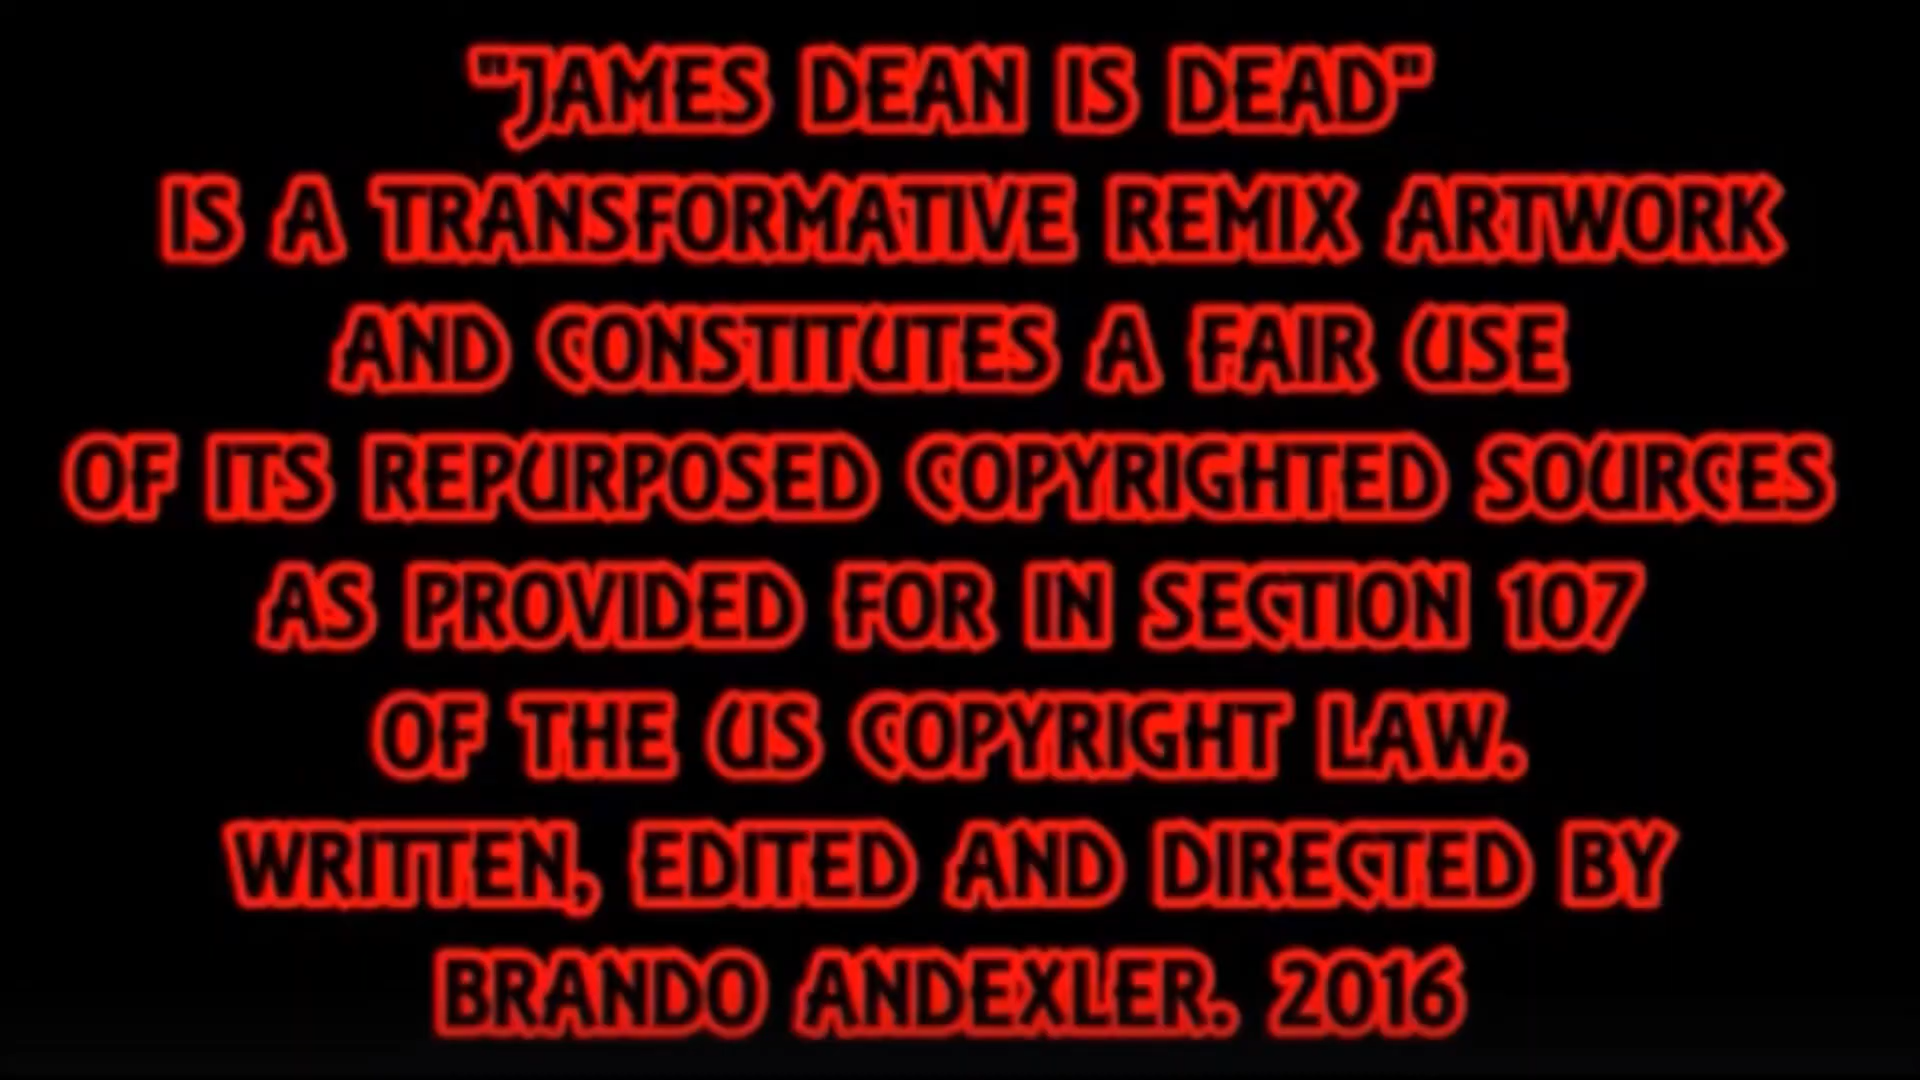 "JAMES DEAN IS DEAD"
IS A TRANSFORMATIVE REMIX ARTWORK
AND CONSTITUTES A FAIR USE
OF ITS REPURPOSED COPYRIGHTED SOURCES
AS PROVIDED FOR IN SECTION 107
OF THE US COPYRIGHT LAW.
WRITTEN, EDITED AND DIRECTED BY
BRANDO ANDEXLER. 2016